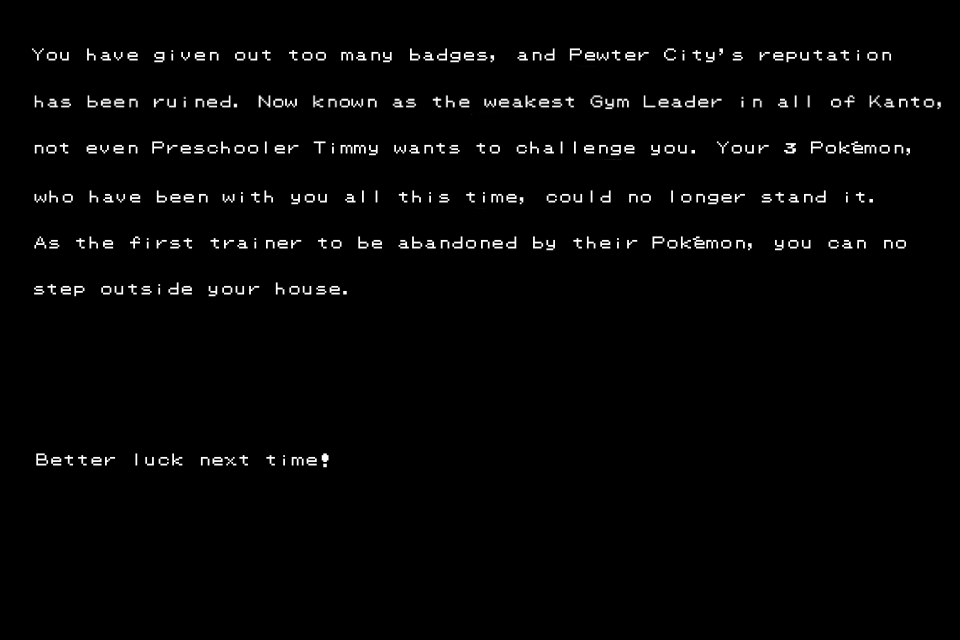 You have given out too many badges, and Pewter City's reputation
has been ruined. Now known as the weakest Gym Leader in all of Kanto,
not even Preschooler Timmy wants to challenge you. Your 3 Pokémon,
who have been with you all this time, could no longer stand it.
As the first trainer to be abandoned by their Pokémon, you can no
step outside your house.
Better luck next time!